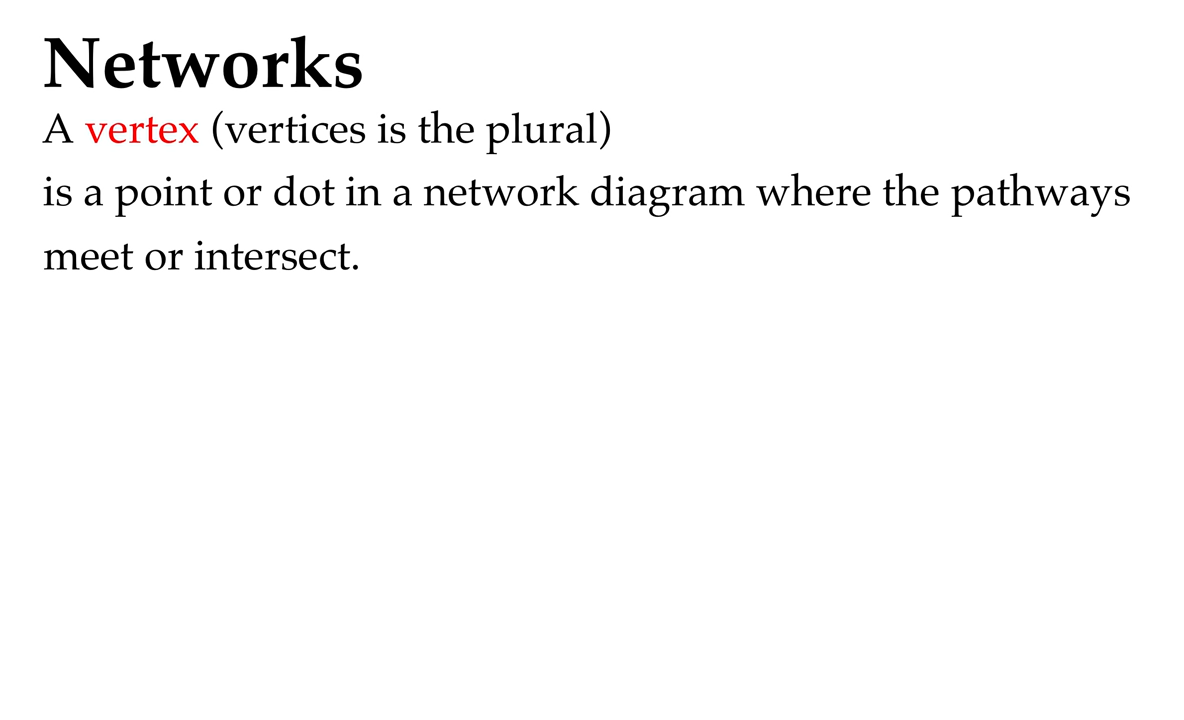 Networks
A vertex (vertices is the plural)
is a point or dot in a network diagram where the pathways
meet or intersect.